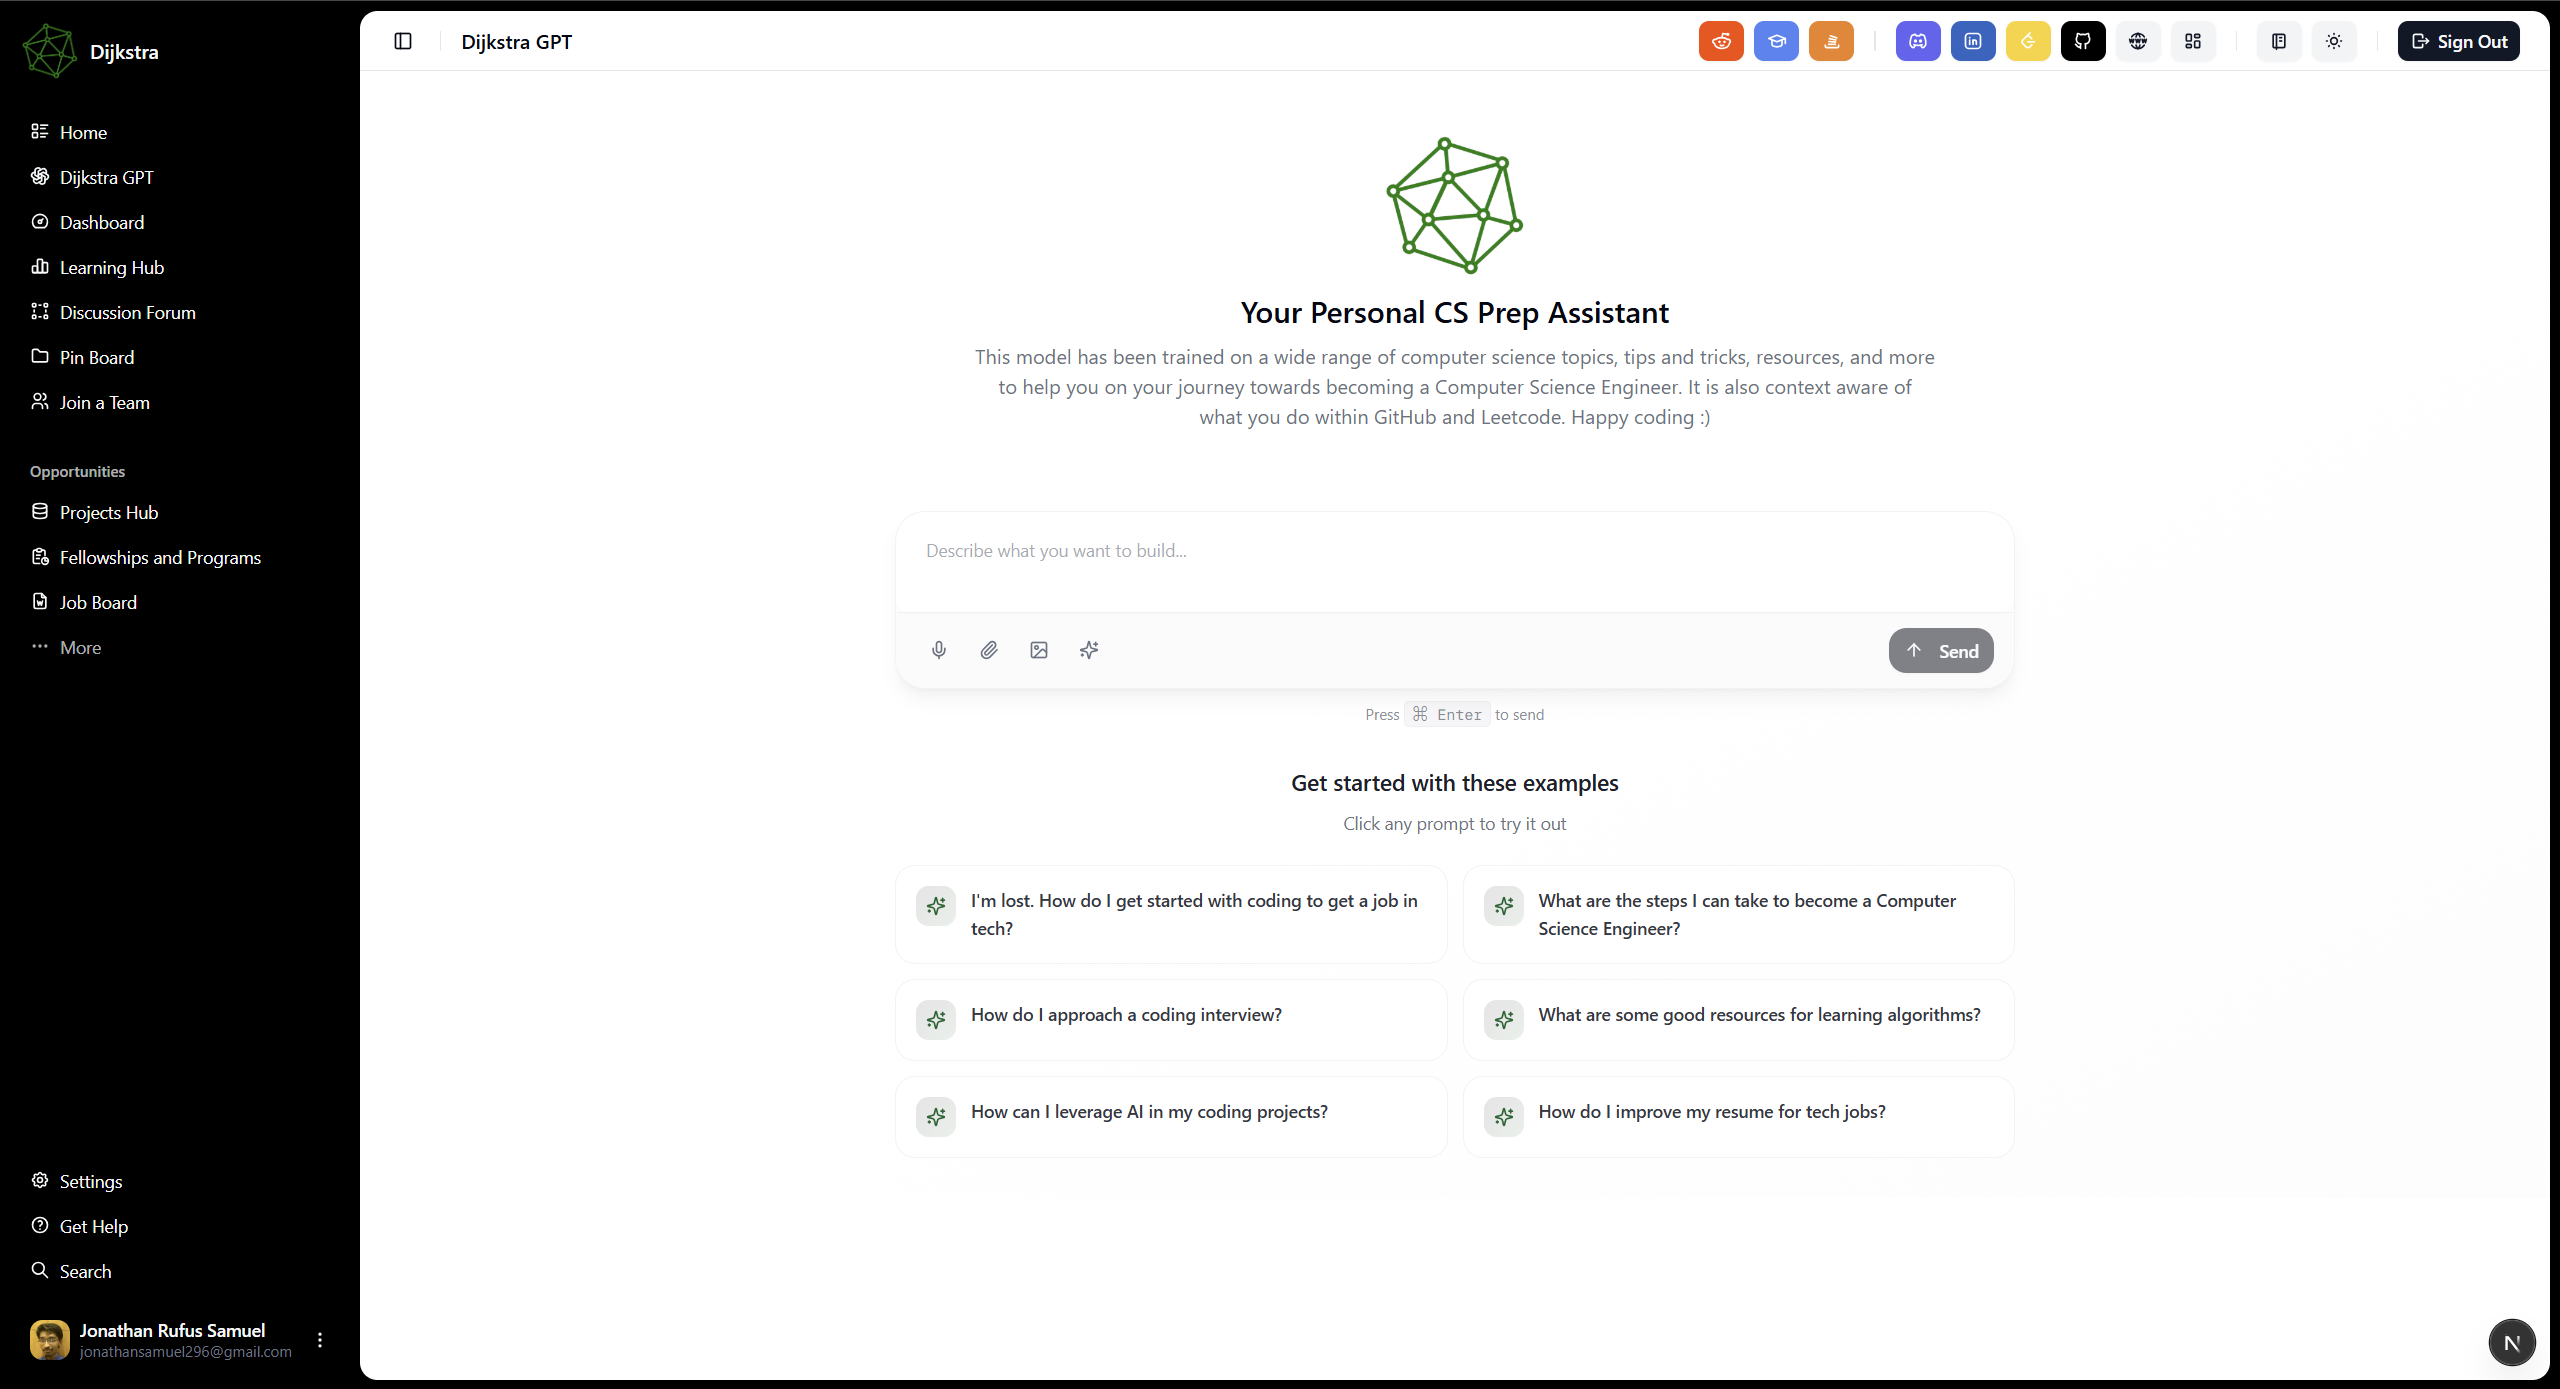 Dijkstra
Home
Dijkstra GPT
Dashboard
Learning Hub
Discussion Forum
Pin Board
Join a Team
Opportunities
Projects Hub
Fellowships and Programs
Job Board
More
Settings
Get Help
Search
Jonathan Rufus Samuel
jonathansamuel296@gmail.com
Dijkstra GPT
Sign Out
Your Personal CS Prep Assistant
This model has been trained on a wide range of computer science topics, tips and tricks, resources, and more
to help you on your journey towards becoming a Computer Science Engineer. It is also context aware of
what you do within GitHub and Leetcode. Happy coding :)
Describe what you want to build...
Send
Press ⌘ Enter to send
Get started with these examples
Click any prompt to try it out
I'm lost. How do I get started with coding to get a job in
tech?
What are the steps I can take to become a Computer
Science Engineer?
How do I approach a coding interview?
What are some good resources for learning algorithms?
How can I leverage AI in my coding projects?
How do I improve my resume for tech jobs?
N